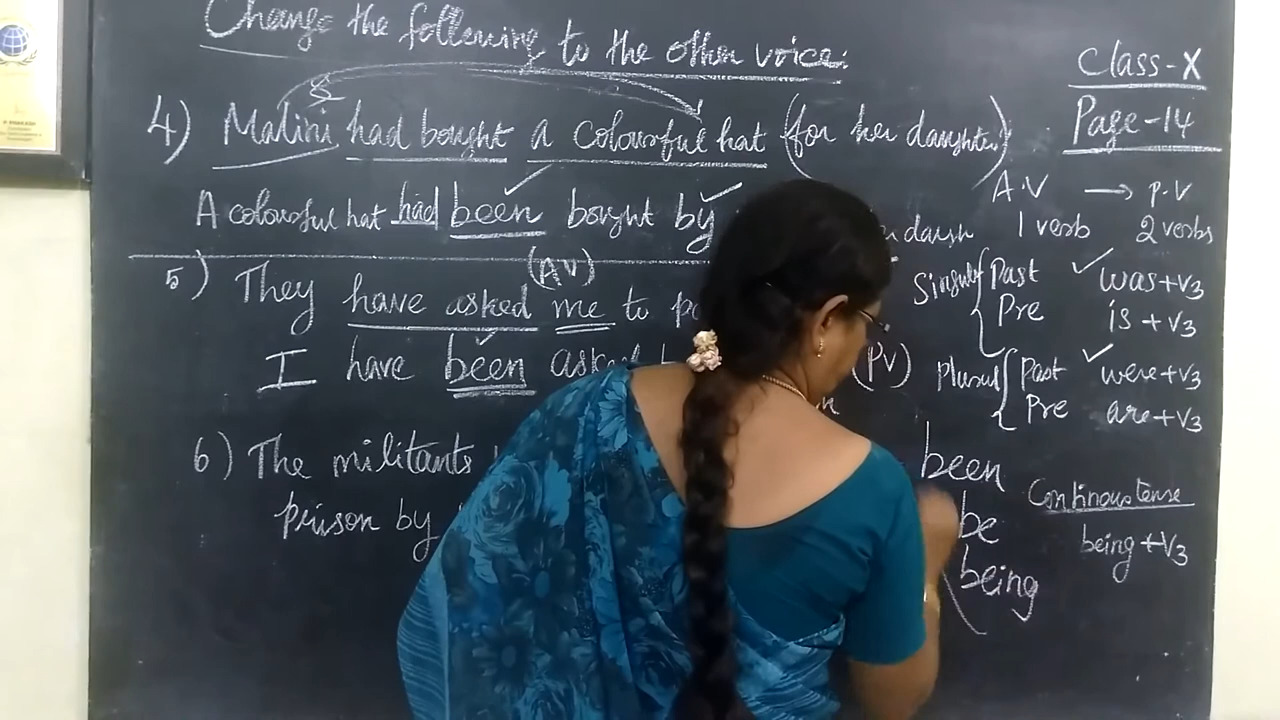 Change the following to the other voice:
Class-X
Page-14
4) Malini had bought a colourful hat (for her daughter)
S
A colourful hat had been bought by
A.V → P.V
1 verb 2 verbs
5) They have asked me to
(AV)
I have been asked
(PV)
Singular { Past ✓ was+v3
Pre is +v3
Plural { Past ✓ were+v3
Pre are+v3
6) The militants
prison by
been
be
being
Continous tense
being +v3